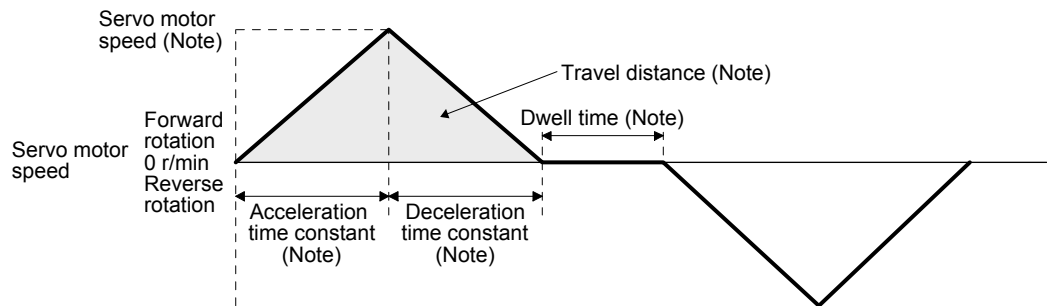 Servo motor
speed (Note)
Travel distance (Note)
Dwell time (Note)
Servo motor
speed
Forward
rotation
0 r/min
Reverse
rotation
Acceleration
time constant
(Note)
Deceleration
time constant
(Note)